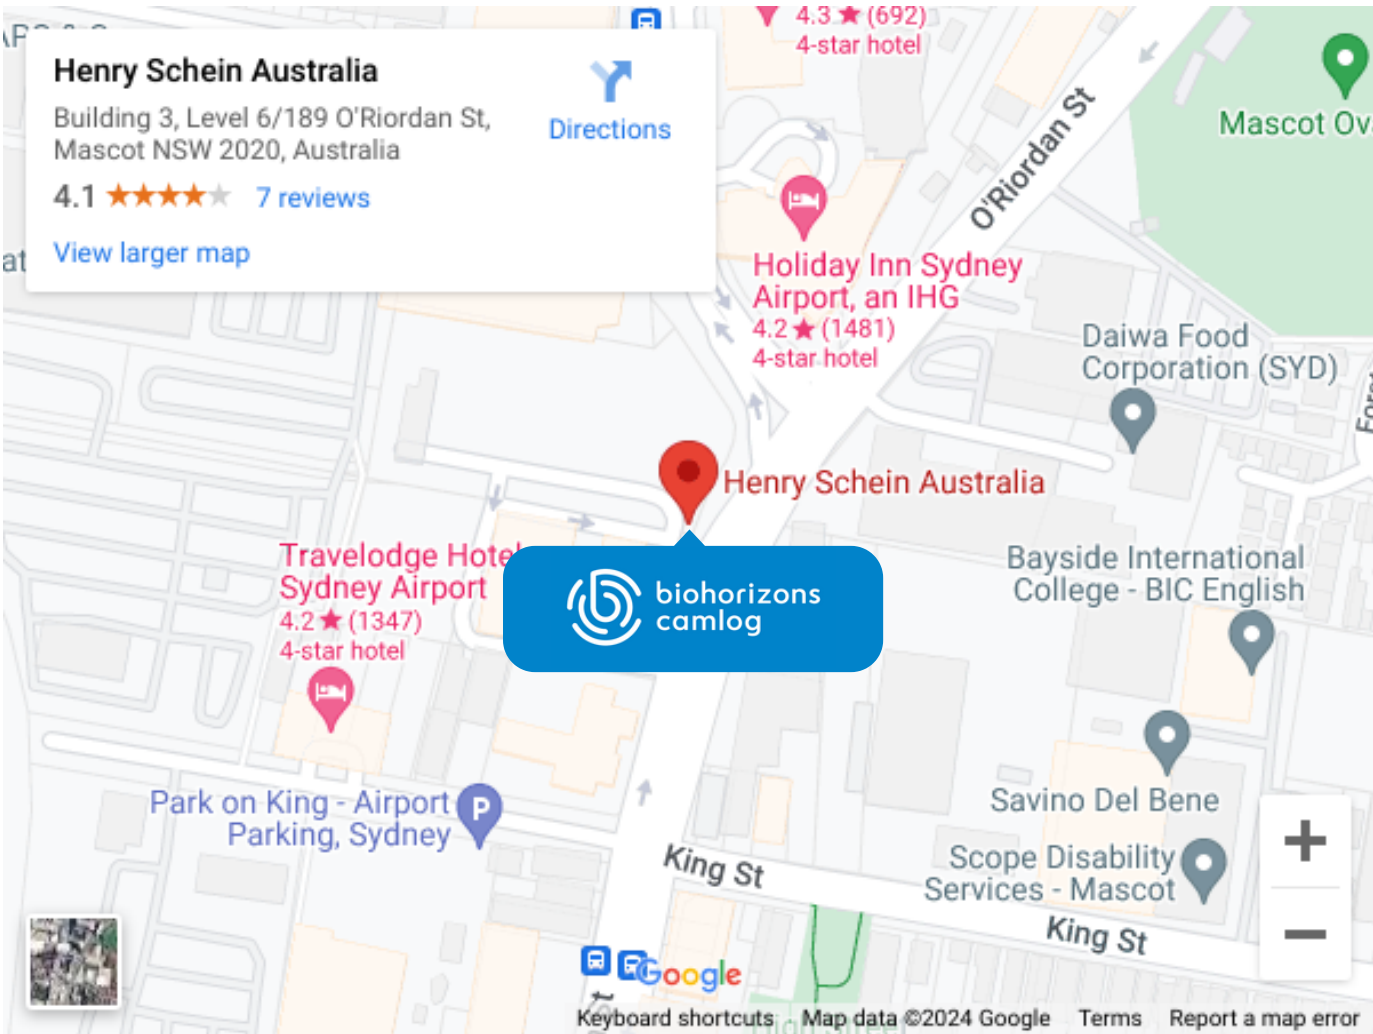 4.3 ★ (692)
4-star hotel
Henry Schein Australia
Building 3, Level 6/189 O'Riordan St,
Mascot NSW 2020, Australia
4.1 ★★★★★ 7 reviews
View larger map
Directions
O'Riordan St
Mascot Ov
Holiday Inn Sydney
Airport, an IHG
4.2 ★ (1481)
4-star hotel
Daiwa Food
Corporation (SYD)
Henry Schein Australia
Travelodge Hotel
Sydney Airport
4.2 ★ (1347)
4-star hotel
biohorizons
camlog
Bayside International
College - BIC English
Park on King - Airport
Parking, Sydney
P
Savino Del Bene
King St
Scope Disability
Services - Mascot
King St
Google
Keyboard shortcuts
Map data ©2024 Google
Terms
Report a map error